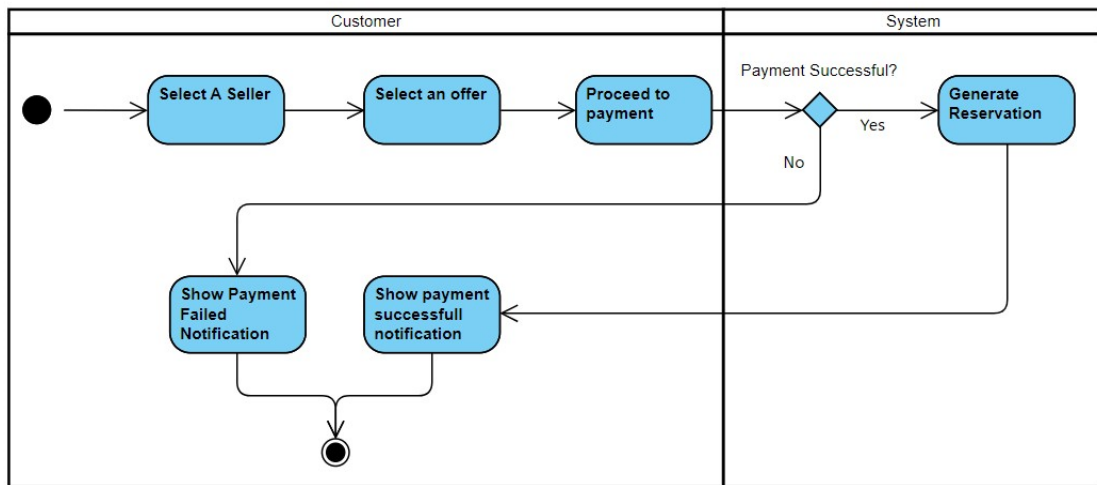 Customer
System
Payment Successful?
Select A Seller
Select an offer
Proceed to
payment
Generate
Reservation
Yes
No
Show Payment
Failed
Notification
Show payment
successfull
notification